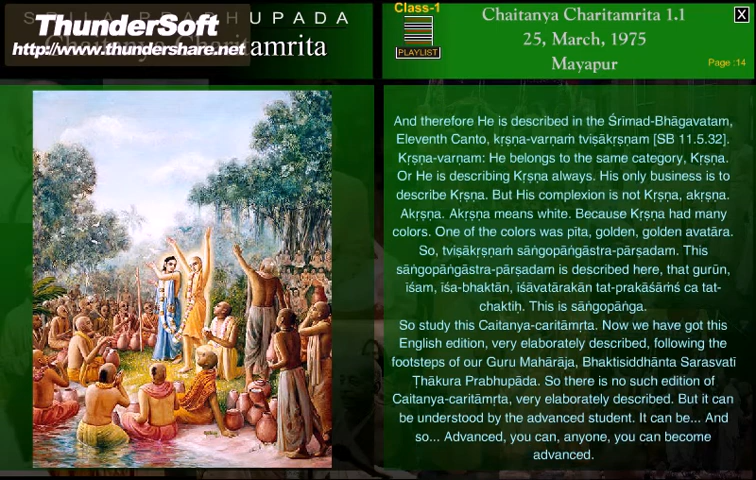 SRILA PRABHUPADA
ThunderSoft
http://www.thundershare.net
Chaitanya Charitamrita
Class-1
PLAYLIST
Chaitanya Charitamrita 1.1
25, March, 1975
Mayapur
X
Page :14
And therefore He is described in the Śrīmad-Bhāgavatam,
Eleventh Canto, kṛṣṇa-varṇaṁ tviṣākṛṣṇam [SB 11.5.32].
Kṛṣṇa-varṇam: He belongs to the same category, Kṛṣṇa.
Or He is describing Kṛṣṇa always. His only business is to
describe Kṛṣṇa. But His complexion is not Kṛṣṇa, akṛṣṇa.
Akṛṣṇa. Akṛṣṇa means white. Because Kṛṣṇa had many
colors. One of the colors was pīta, golden, golden avatāra.
So, tviṣākṛṣṇaṁ sāṅgopāṅgāstra-pārṣadam. This
sāṅgopāṅgāstra-pārṣadam is described here, that gurūn,
īśam, īśa-bhaktān, īśāvatārakān tat-prakāśāṁś ca tat-
chaktiḥ. This is sāṅgopāṅga.
So study this Caitanya-caritāmṛta. Now we have got this
English edition, very elaborately described, following the
footsteps of our Guru Mahārāja, Bhaktisiddhānta Sarasvatī
Ṭhākura Prabhupāda. So there is no such edition of
Caitanya-caritāmṛta, very elaborately described. But it can
be understood by the advanced student. It can be... And
so... Advanced, you can, anyone, you can become
advanced.